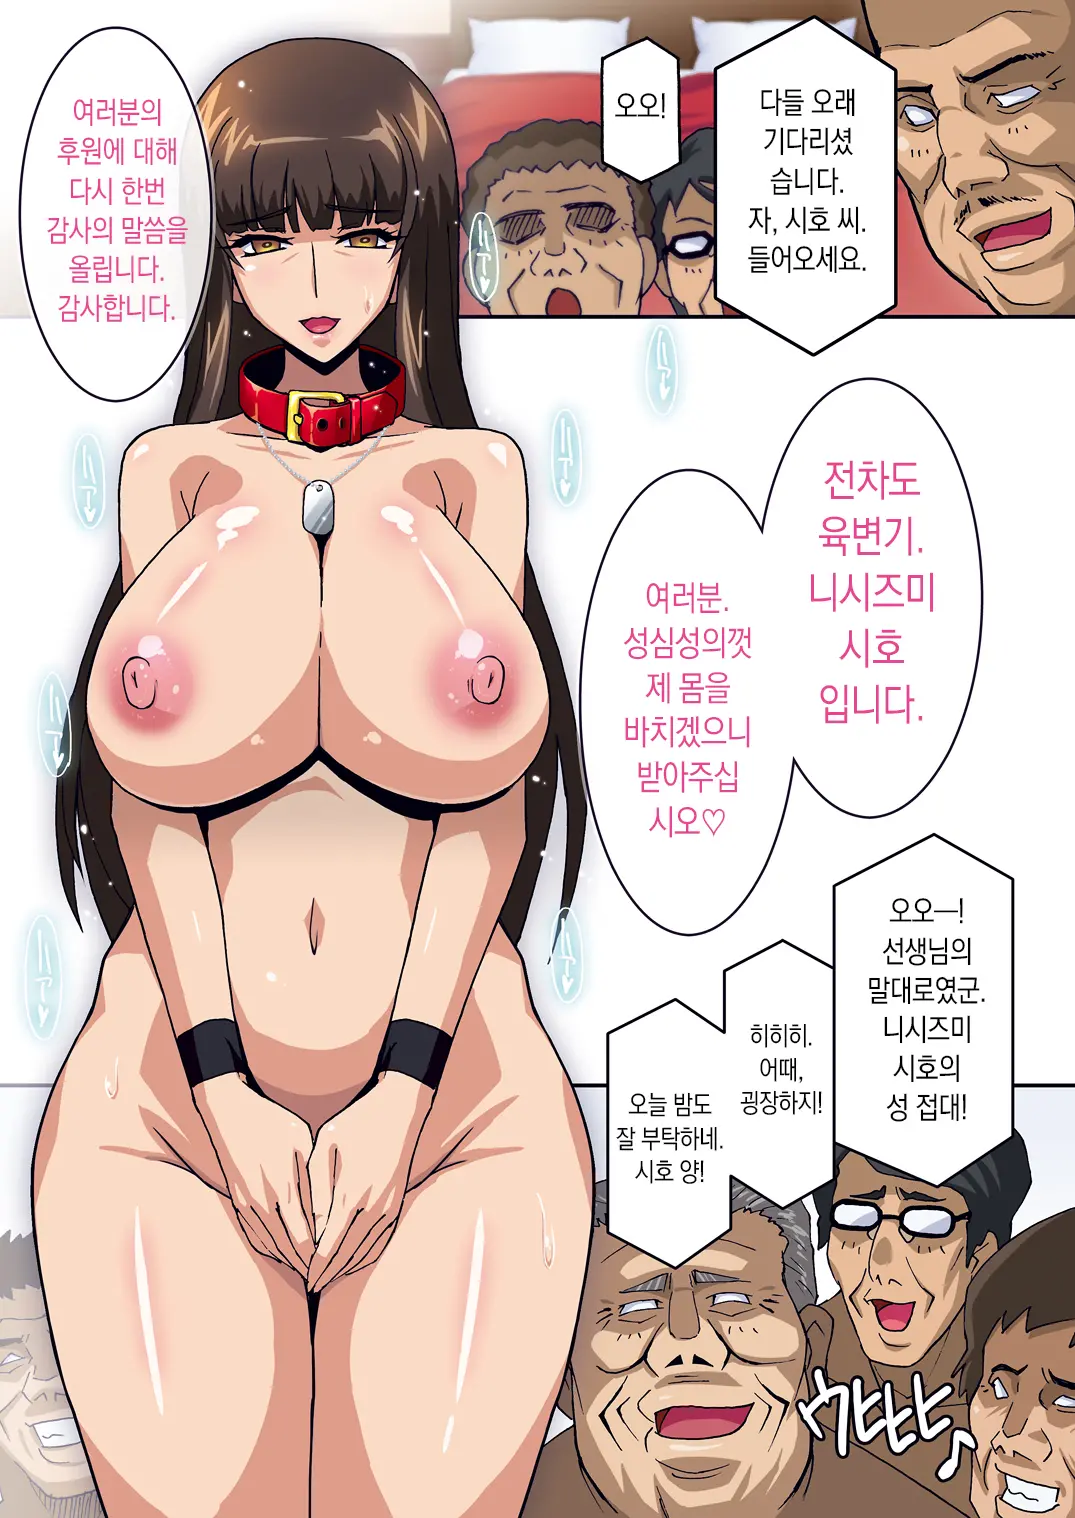 다들 오래
기다리셨
습니다.
자, 시호 씨.
들어오세요.
오오!
여러분의
후원에 대해
다시 한번
감사의 말씀을
올립니다.
감사합니다.
전차도
육변기.
니시즈미
시호
입니다.
여러분.
성심성의껏
제 몸을
바치겠으니
받아주십
시오♡
오오—!
선생님의
말대로였군.
니시즈미
시호의
성 접대!
히히히.
어때,
굉장하지!
오늘 밤도
잘 부탁하네.
시호 양!
ウヒヒヒ♪